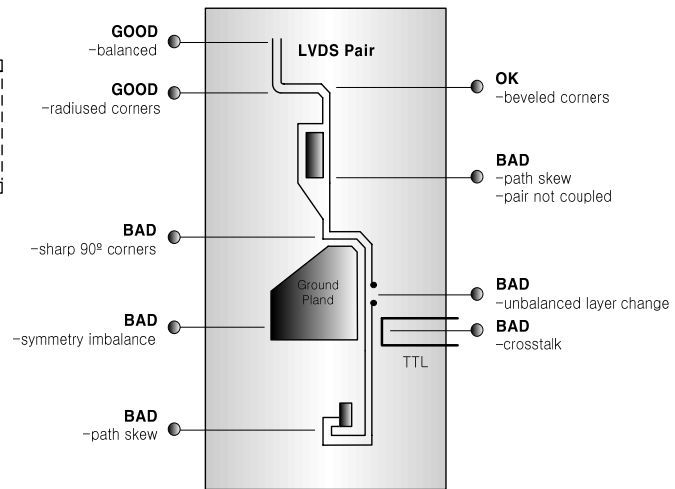 GOOD
-balanced
LVDS Pair
GOOD
-radiused corners
OK
-beveled corners
BAD
-path skew
-pair not coupled
BAD
-sharp 90º corners
Ground
Pland
BAD
-unbalanced layer change
BAD
-symmetry imbalance
BAD
-crosstalk
TTL
BAD
-path skew